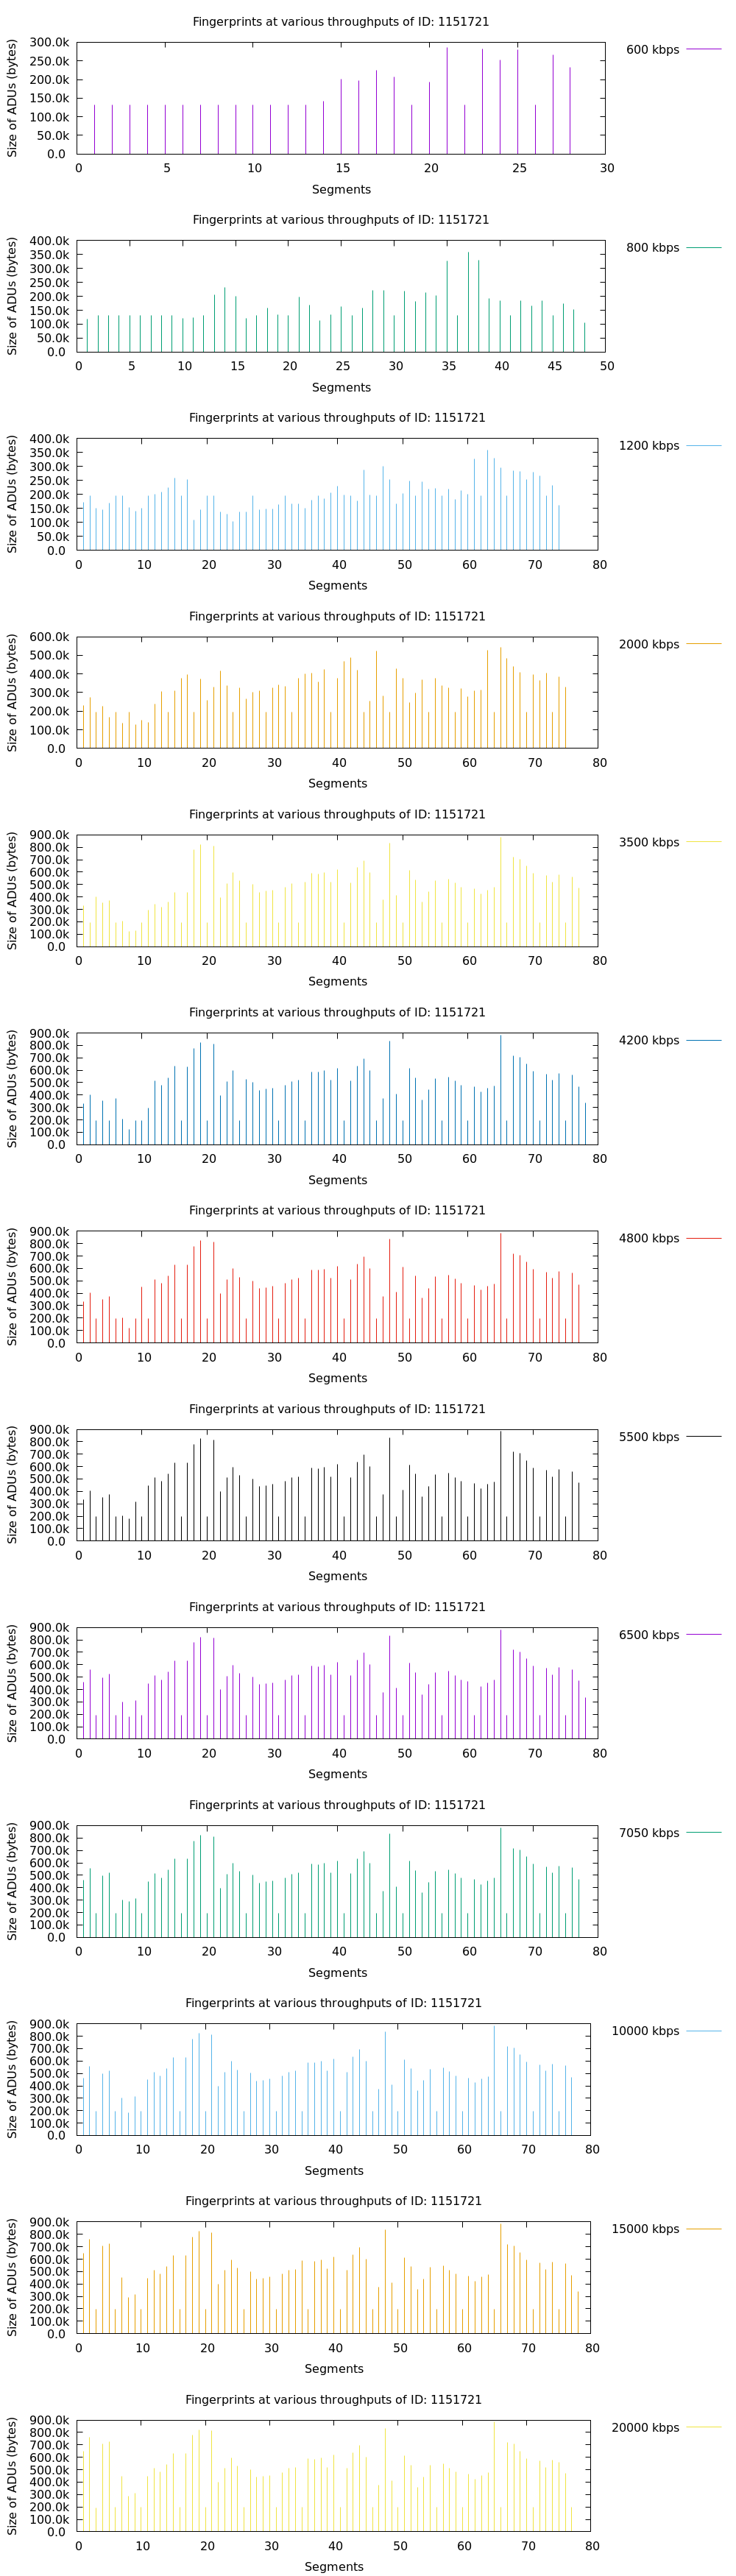 Fingerprints at various throughputs of ID: 1151721
600 kbps
Size of ADUs (bytes)
300.0k
250.0k
200.0k
150.0k
100.0k
50.0k
0.0
0 5 10 15 20 25 30
Segments
Fingerprints at various throughputs of ID: 1151721
800 kbps
Size of ADUs (bytes)
400.0k
350.0k
300.0k
250.0k
200.0k
150.0k
100.0k
50.0k
0.0
0 5 10 15 20 25 30 35 40 45 50
Segments
Fingerprints at various throughputs of ID: 1151721
1200 kbps
Size of ADUs (bytes)
400.0k
350.0k
300.0k
250.0k
200.0k
150.0k
100.0k
50.0k
0.0
0 10 20 30 40 50 60 70 80
Segments
Fingerprints at various throughputs of ID: 1151721
2000 kbps
Size of ADUs (bytes)
600.0k
500.0k
400.0k
300.0k
200.0k
100.0k
0.0
0 10 20 30 40 50 60 70 80
Segments
Fingerprints at various throughputs of ID: 1151721
3500 kbps
Size of ADUs (bytes)
900.0k
800.0k
700.0k
600.0k
500.0k
400.0k
300.0k
200.0k
100.0k
0.0
0 10 20 30 40 50 60 70 80
Segments
Fingerprints at various throughputs of ID: 1151721
4200 kbps
Size of ADUs (bytes)
900.0k
800.0k
700.0k
600.0k
500.0k
400.0k
300.0k
200.0k
100.0k
0.0
0 10 20 30 40 50 60 70 80
Segments
Fingerprints at various throughputs of ID: 1151721
4800 kbps
Size of ADUs (bytes)
900.0k
800.0k
700.0k
600.0k
500.0k
400.0k
300.0k
200.0k
100.0k
0.0
0 10 20 30 40 50 60 70 80
Segments
Fingerprints at various throughputs of ID: 1151721
5500 kbps
Size of ADUs (bytes)
900.0k
800.0k
700.0k
600.0k
500.0k
400.0k
300.0k
200.0k
100.0k
0.0
0 10 20 30 40 50 60 70 80
Segments
Fingerprints at various throughputs of ID: 1151721
6500 kbps
Size of ADUs (bytes)
900.0k
800.0k
700.0k
600.0k
500.0k
400.0k
300.0k
200.0k
100.0k
0.0
0 10 20 30 40 50 60 70 80
Segments
Fingerprints at various throughputs of ID: 1151721
7050 kbps
Size of ADUs (bytes)
900.0k
800.0k
700.0k
600.0k
500.0k
400.0k
300.0k
200.0k
100.0k
0.0
0 10 20 30 40 50 60 70 80
Segments
Fingerprints at various throughputs of ID: 1151721
10000 kbps
Size of ADUs (bytes)
900.0k
800.0k
700.0k
600.0k
500.0k
400.0k
300.0k
200.0k
100.0k
0.0
0 10 20 30 40 50 60 70 80
Segments
Fingerprints at various throughputs of ID: 1151721
15000 kbps
Size of ADUs (bytes)
900.0k
800.0k
700.0k
600.0k
500.0k
400.0k
300.0k
200.0k
100.0k
0.0
0 10 20 30 40 50 60 70 80
Segments
Fingerprints at various throughputs of ID: 1151721
20000 kbps
Size of ADUs (bytes)
900.0k
800.0k
700.0k
600.0k
500.0k
400.0k
300.0k
200.0k
100.0k
0.0
0 10 20 30 40 50 60 70 80
Segments